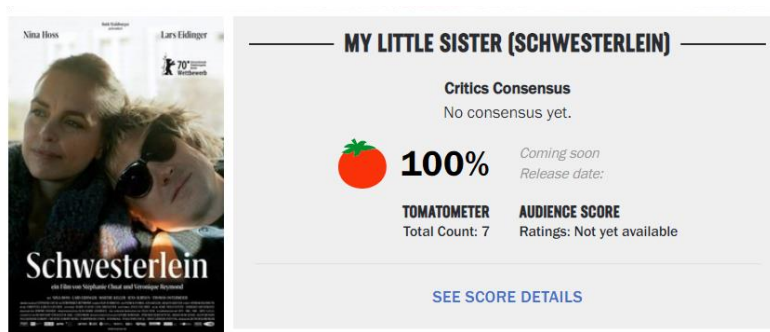 Nina Hoss
Lars Eidinger
70
Wettbewerb
Schwesterlein
ein Film von Stéphanie Chuat und Véronique Reymond
MY LITTLE SISTER (SCHWESTERLEIN)
Critics Consensus
No consensus yet.
100%
Coming soon
Release date:
TOMATOMETER
Total Count: 7
AUDIENCE SCORE
Ratings: Not yet available
SEE SCORE DETAILS